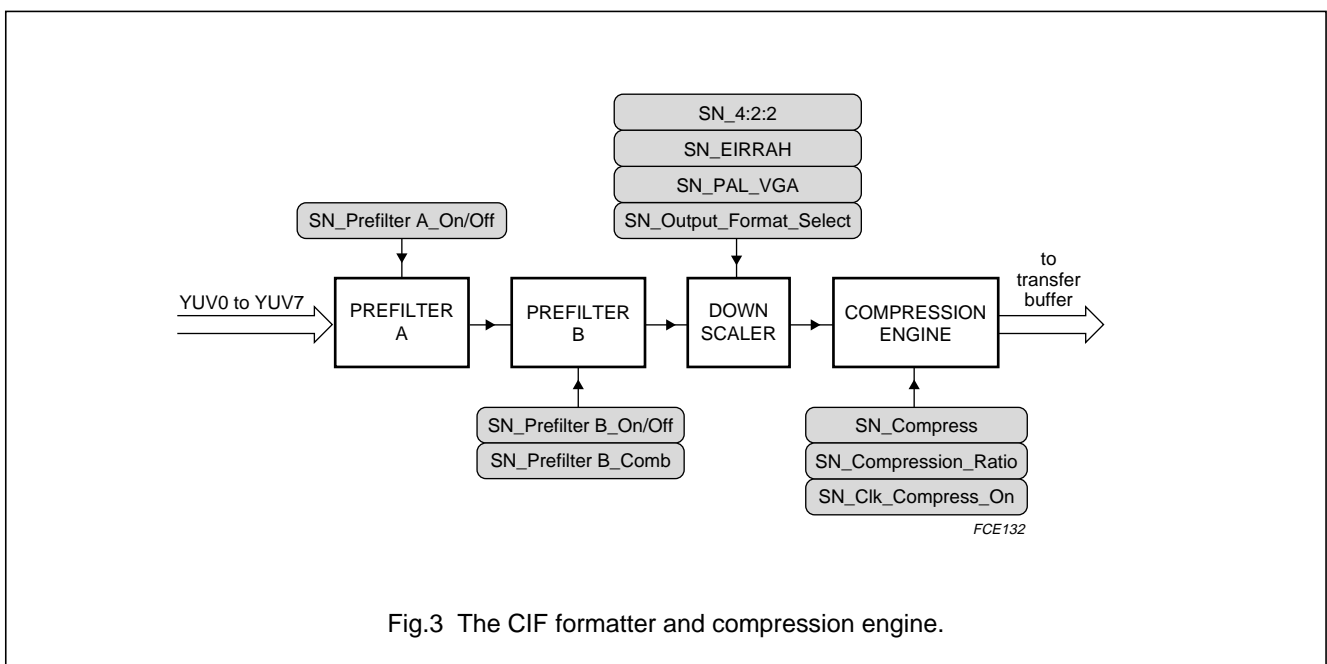 SN_4:2:2
SN_EIRRAH
SN_PAL_VGA
SN_Output_Format_Select
SN_Prefilter A_On/Off
YUV0 to YUV7
PREFILTER
A
PREFILTER
B
DOWN
SCALER
COMPRESSION
ENGINE
to
transfer
buffer
SN_Prefilter B_On/Off
SN_Prefilter B_Comb
SN_Compress
SN_Compression_Ratio
SN_Clk_Compress_On
FCE132
Fig.3 The CIF formatter and compression engine.